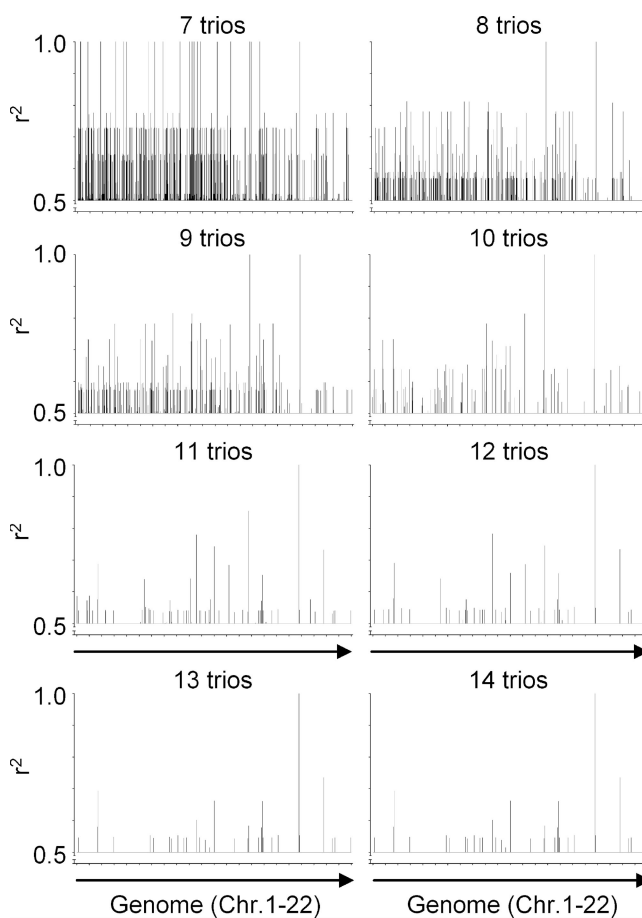 7 trios
8 trios
1.0
r²
0.5
9 trios
10 trios
1.0
r²
0.5
11 trios
12 trios
1.0
r²
0.5
13 trios
14 trios
1.0
r²
0.5
Genome (Chr.1-22)
Genome (Chr.1-22)